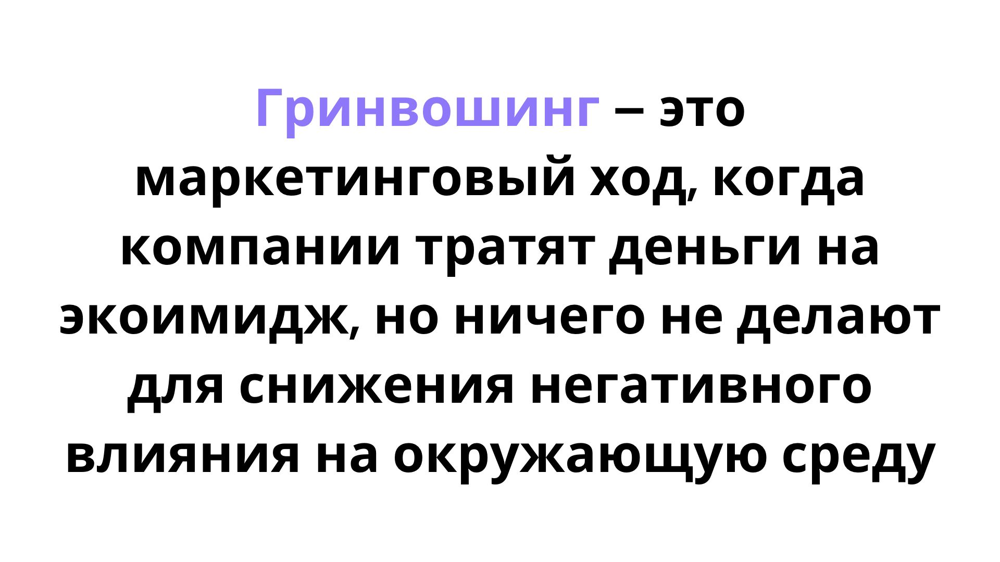 Гринвошинг – это
маркетинговый ход, когда
компании тратят деньги на
экоимидж, но ничего не делают
для снижения негативного
влияния на окружающую среду